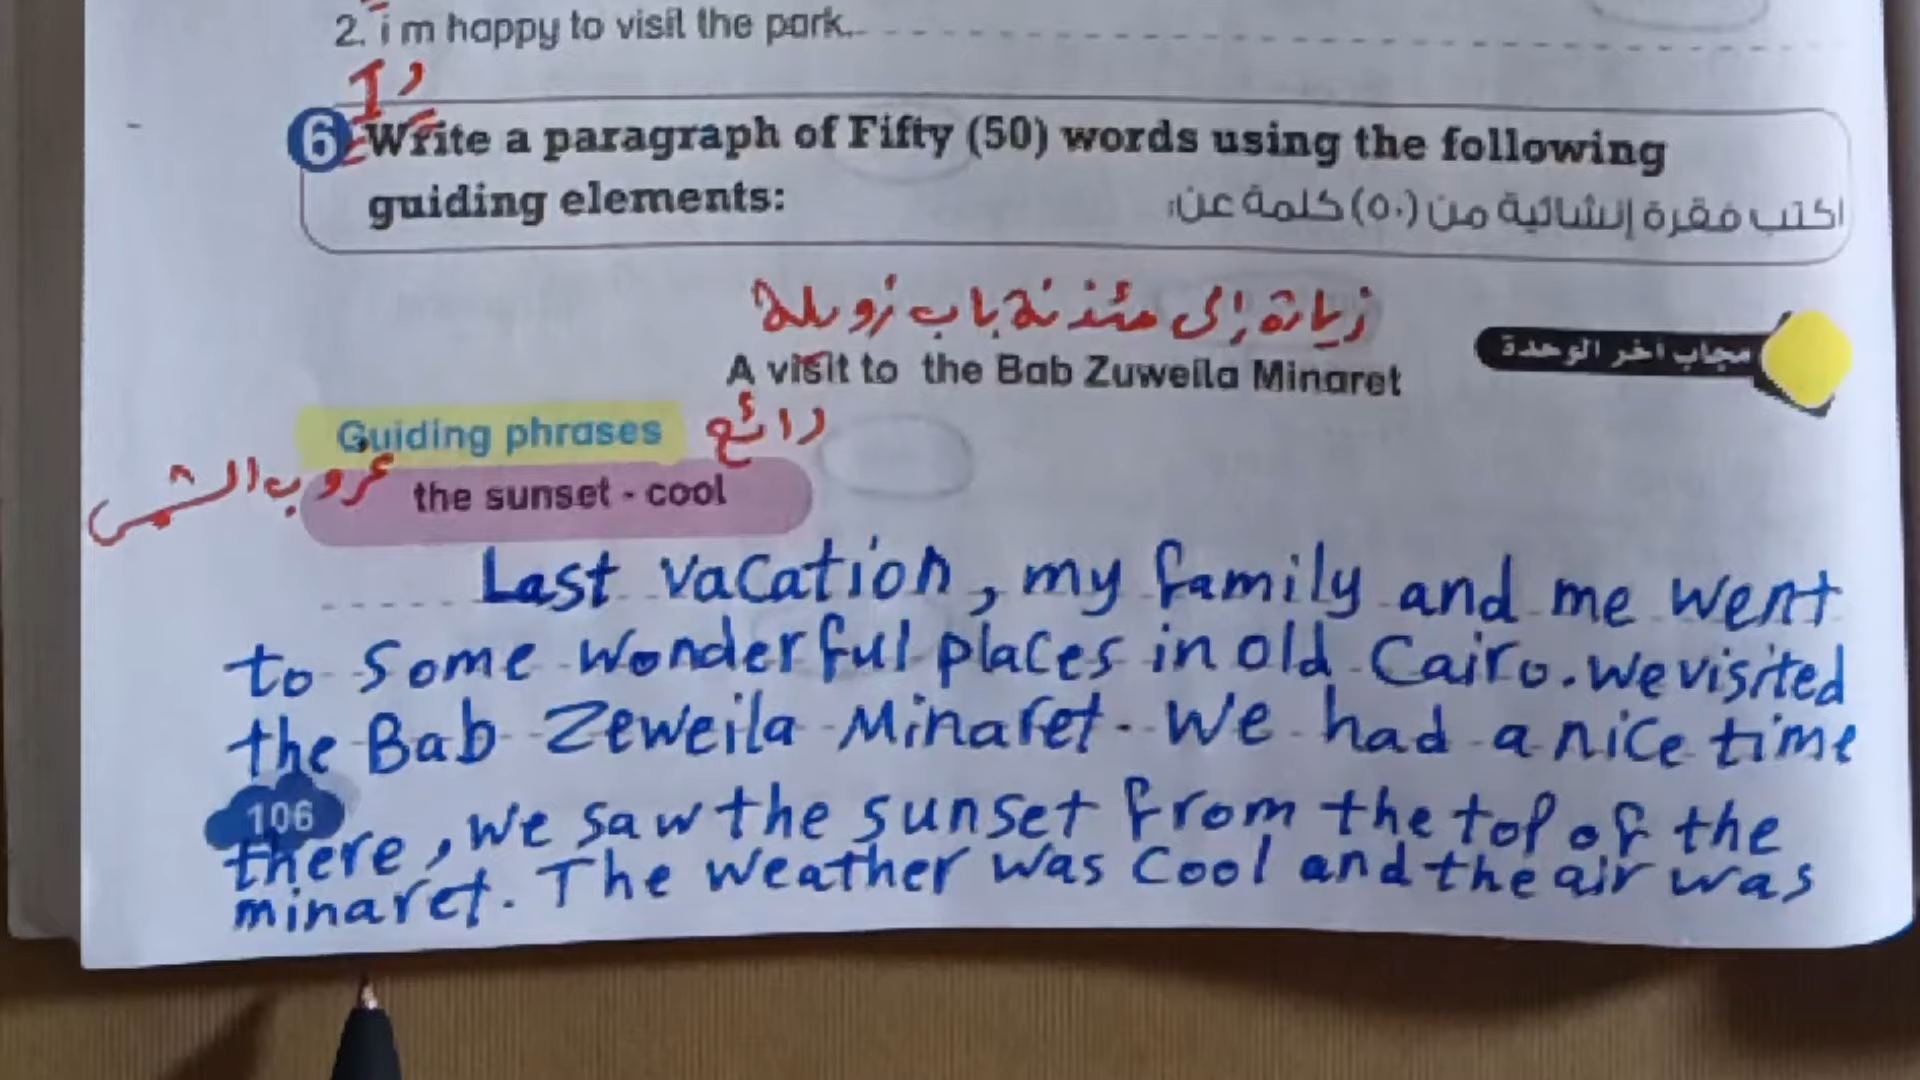 2. i m happy to visit the park.
I'
6 Write a paragraph of Fifty (50) words using the following
guiding elements:
اكتب فقرة إنشائية من (٥٠) كلمة عن:
زيارة إلى مئذنة باب زويلة
مجاب آخر الوحدة
A visit to the Bab Zuweila Minaret
Guiding phrases
رائع
غروب الشمس
the sunset - cool
Last vacation, my family and me went
to some wonderful places in old Cairo. We visited
the Bab Zeweila Minaret. We had a nice time
106
there, we saw the sunset from the top of the
minaret. The weather was cool and the air was